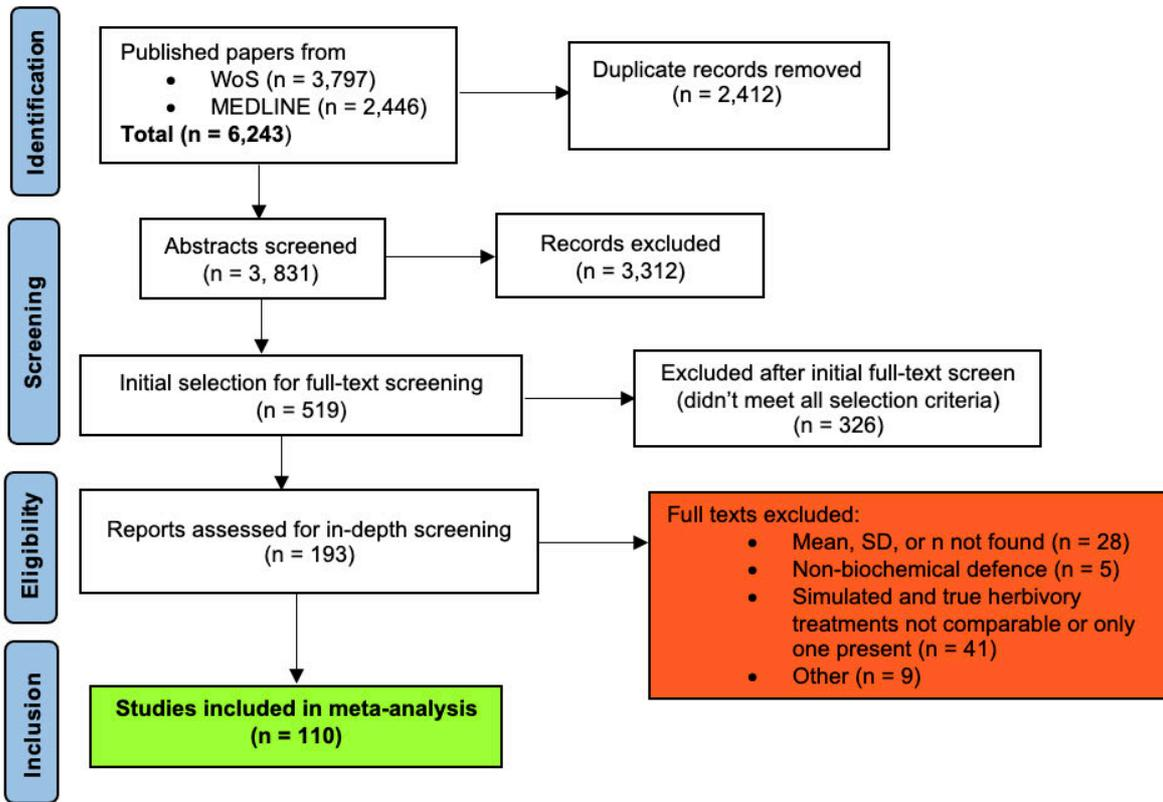 Identification
Published papers from
• WoS (n = 3,797)
• MEDLINE (n = 2,446)
Total (n = 6,243)
Duplicate records removed
(n = 2,412)
Screening
Abstracts screened
(n = 3, 831)
Records excluded
(n = 3,312)
Initial selection for full-text screening
(n = 519)
Excluded after initial full-text screen
(didn't meet all selection criteria)
(n = 326)
Eligibility
Reports assessed for in-depth screening
(n = 193)
Full texts excluded:
• Mean, SD, or n not found (n = 28)
• Non-biochemical defence (n = 5)
• Simulated and true herbivory
treatments not comparable or only
one present (n = 41)
• Other (n = 9)
Inclusion
Studies included in meta-analysis
(n = 110)